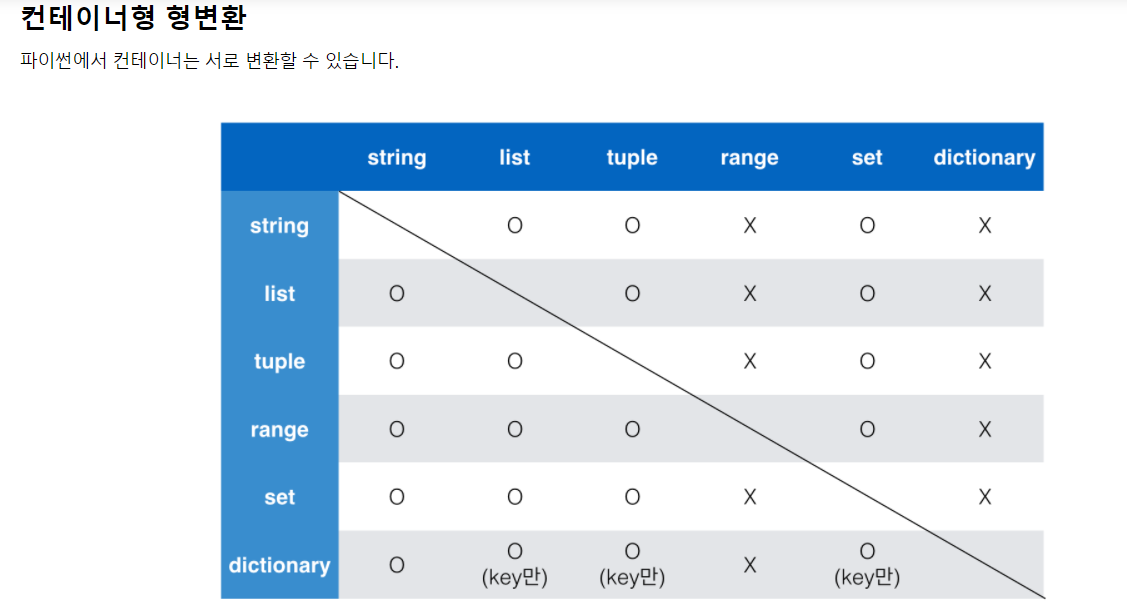 컨테이너형 형변환
파이썬에서 컨테이너는 서로 변환할 수 있습니다.
string list tuple range set dictionary
string O O X O X
list O O X O X
tuple O O X O X
range O O O O X
set O O O X X
dictionary O O (key만) O (key만) X O (key만)